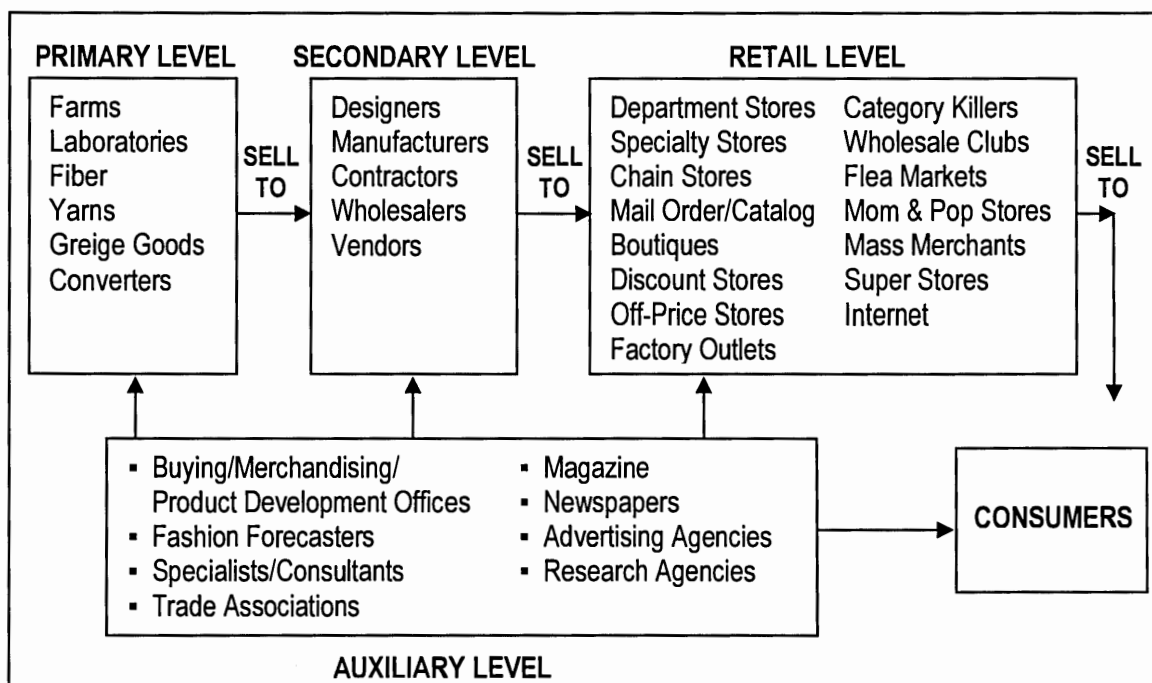 PRIMARY LEVEL
Farms
Laboratories
Fiber
Yarns
Greige Goods
Converters
SELL
TO
SECONDARY LEVEL
Designers
Manufacturers
Contractors
Wholesalers
Vendors
SELL
TO
RETAIL LEVEL
Department Stores
Specialty Stores
Chain Stores
Mail Order/Catalog
Boutiques
Discount Stores
Off-Price Stores
Factory Outlets
Category Killers
Wholesale Clubs
Flea Markets
Mom & Pop Stores
Mass Merchants
Super Stores
Internet
SELL
TO
▪ Buying/Merchandising/
Product Development Offices
▪ Fashion Forecasters
▪ Specialists/Consultants
▪ Trade Associations
▪ Magazine
▪ Newspapers
▪ Advertising Agencies
▪ Research Agencies
CONSUMERS
AUXILIARY LEVEL